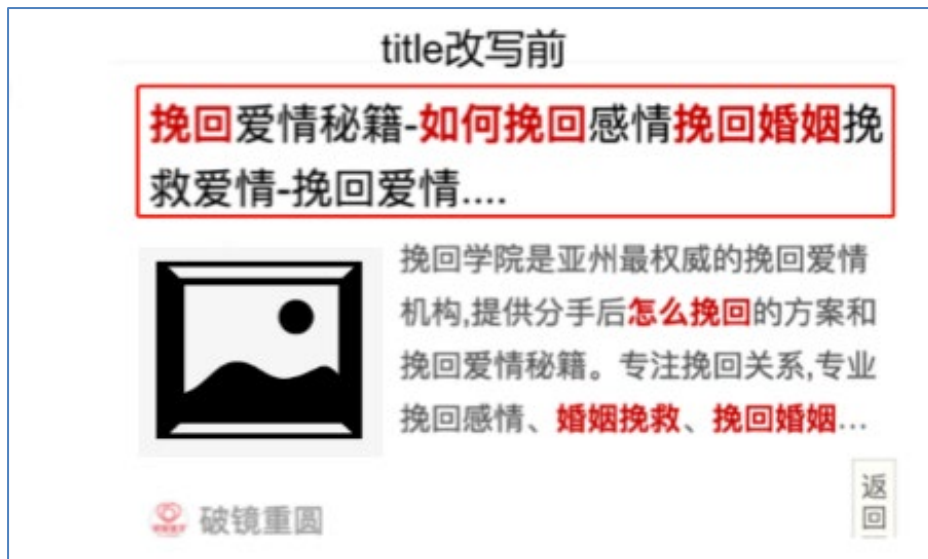 title改写前
挽回爱情秘籍-如何挽回感情挽回婚姻挽
救爱情-挽回爱情....
挽回学院是亚州最权威的挽回爱情
机构,提供分手后怎么挽回的方案和
挽回爱情秘籍。专注挽回关系,专业
挽回感情、婚姻挽救、挽回婚姻...
破镜重圆
返
回